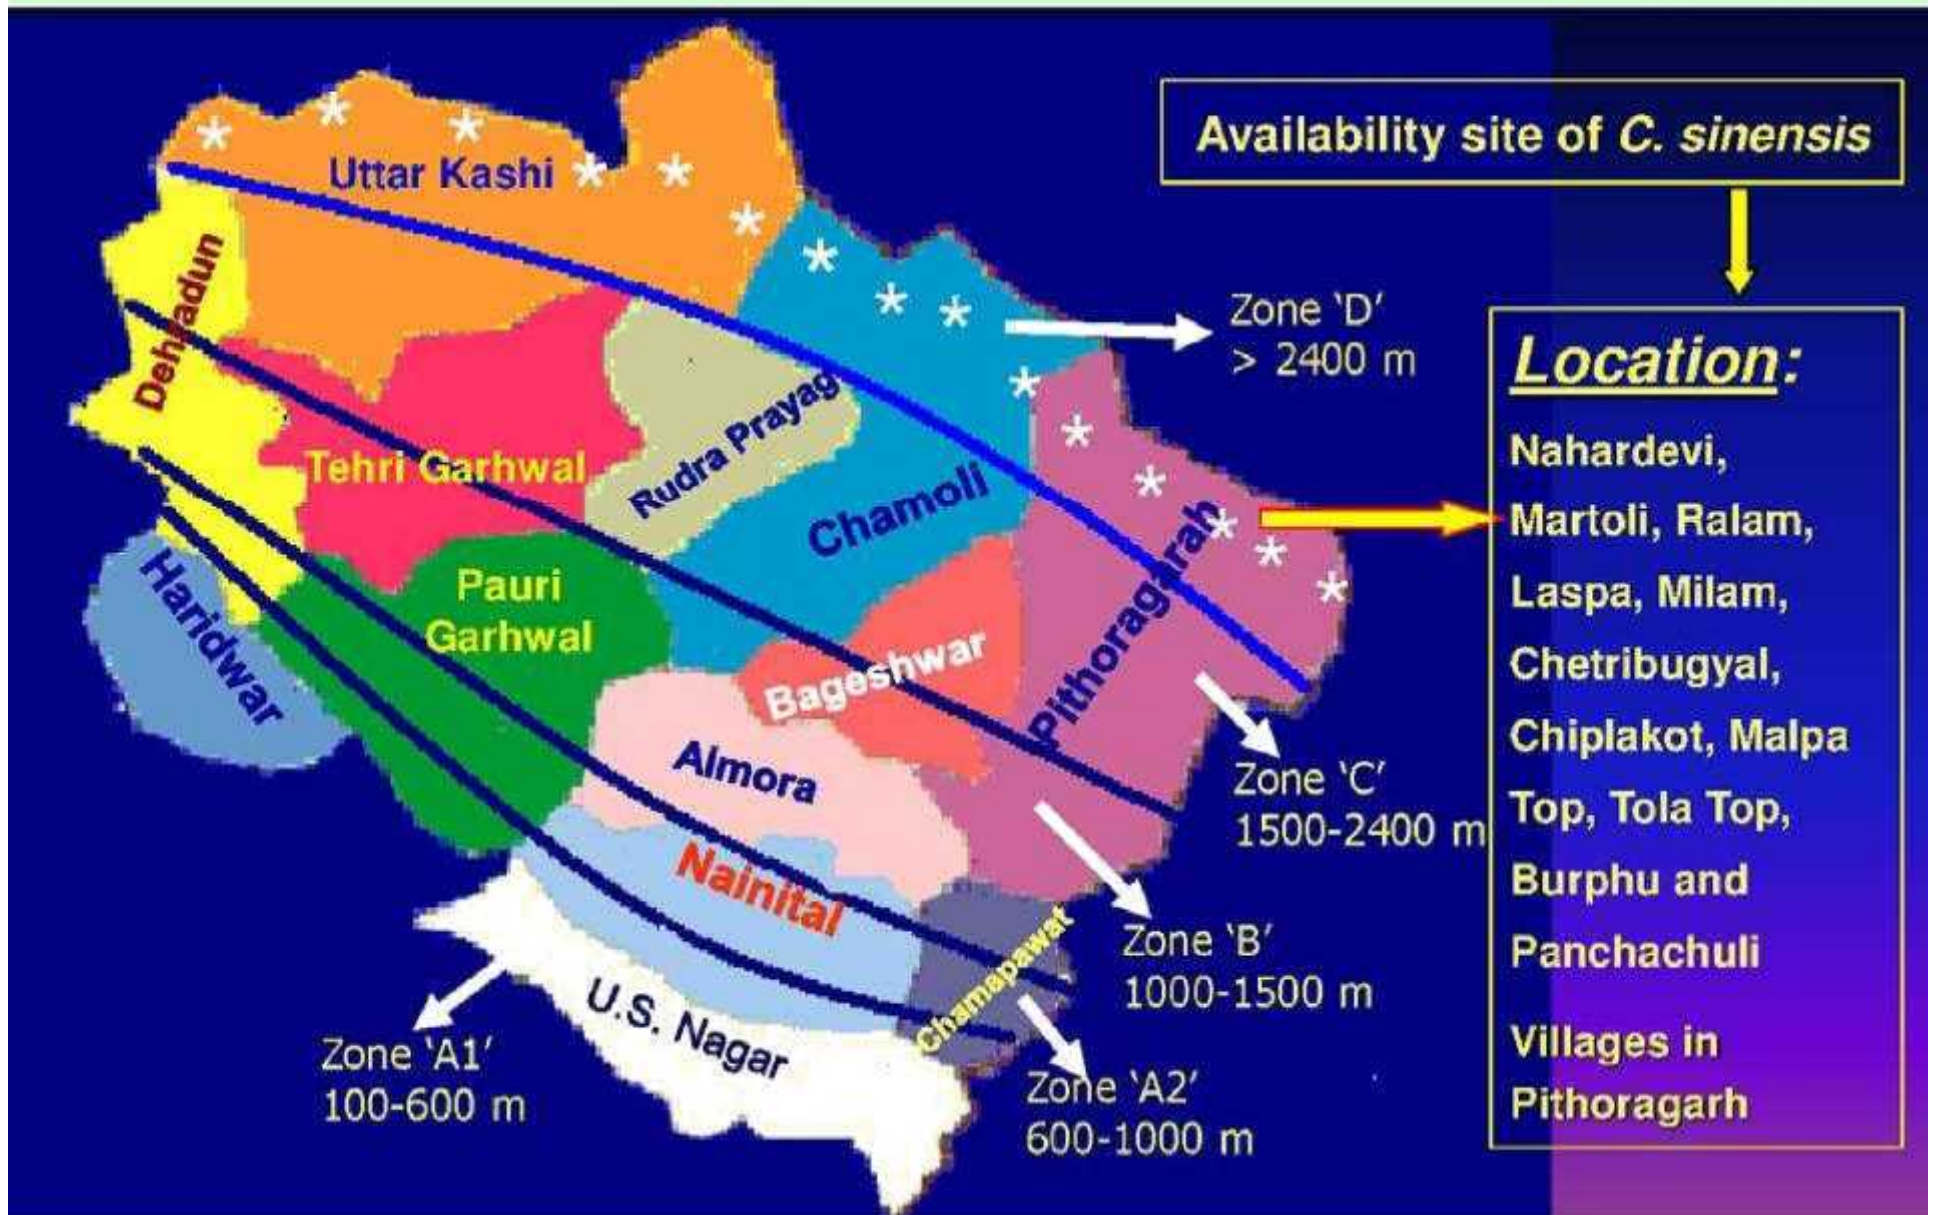 Availability site of C. sinensis
Uttar Kashi
Dehradun
Zone ‘D’
> 2400 m
Location:
Rudra Prayag
Tehri Garhwal
Nahardevi,
Chamoli
Martoli, Ralam,
Pithoragarah
Haridwar
Pauri
Garhwal
Laspa, Milam,
Bageshwar
Chetribugyal,
Almora
Chiplakot, Malpa
Zone ‘C’
1500-2400 m
Top, Tola Top,
Nainital
Burphu and
Chamapawat
Zone ‘B’
1000-1500 m
Panchachuli
U.S. Nagar
Villages in
Pithoragarh
Zone ‘A1’
100-600 m
Zone ‘A2’
600-1000 m